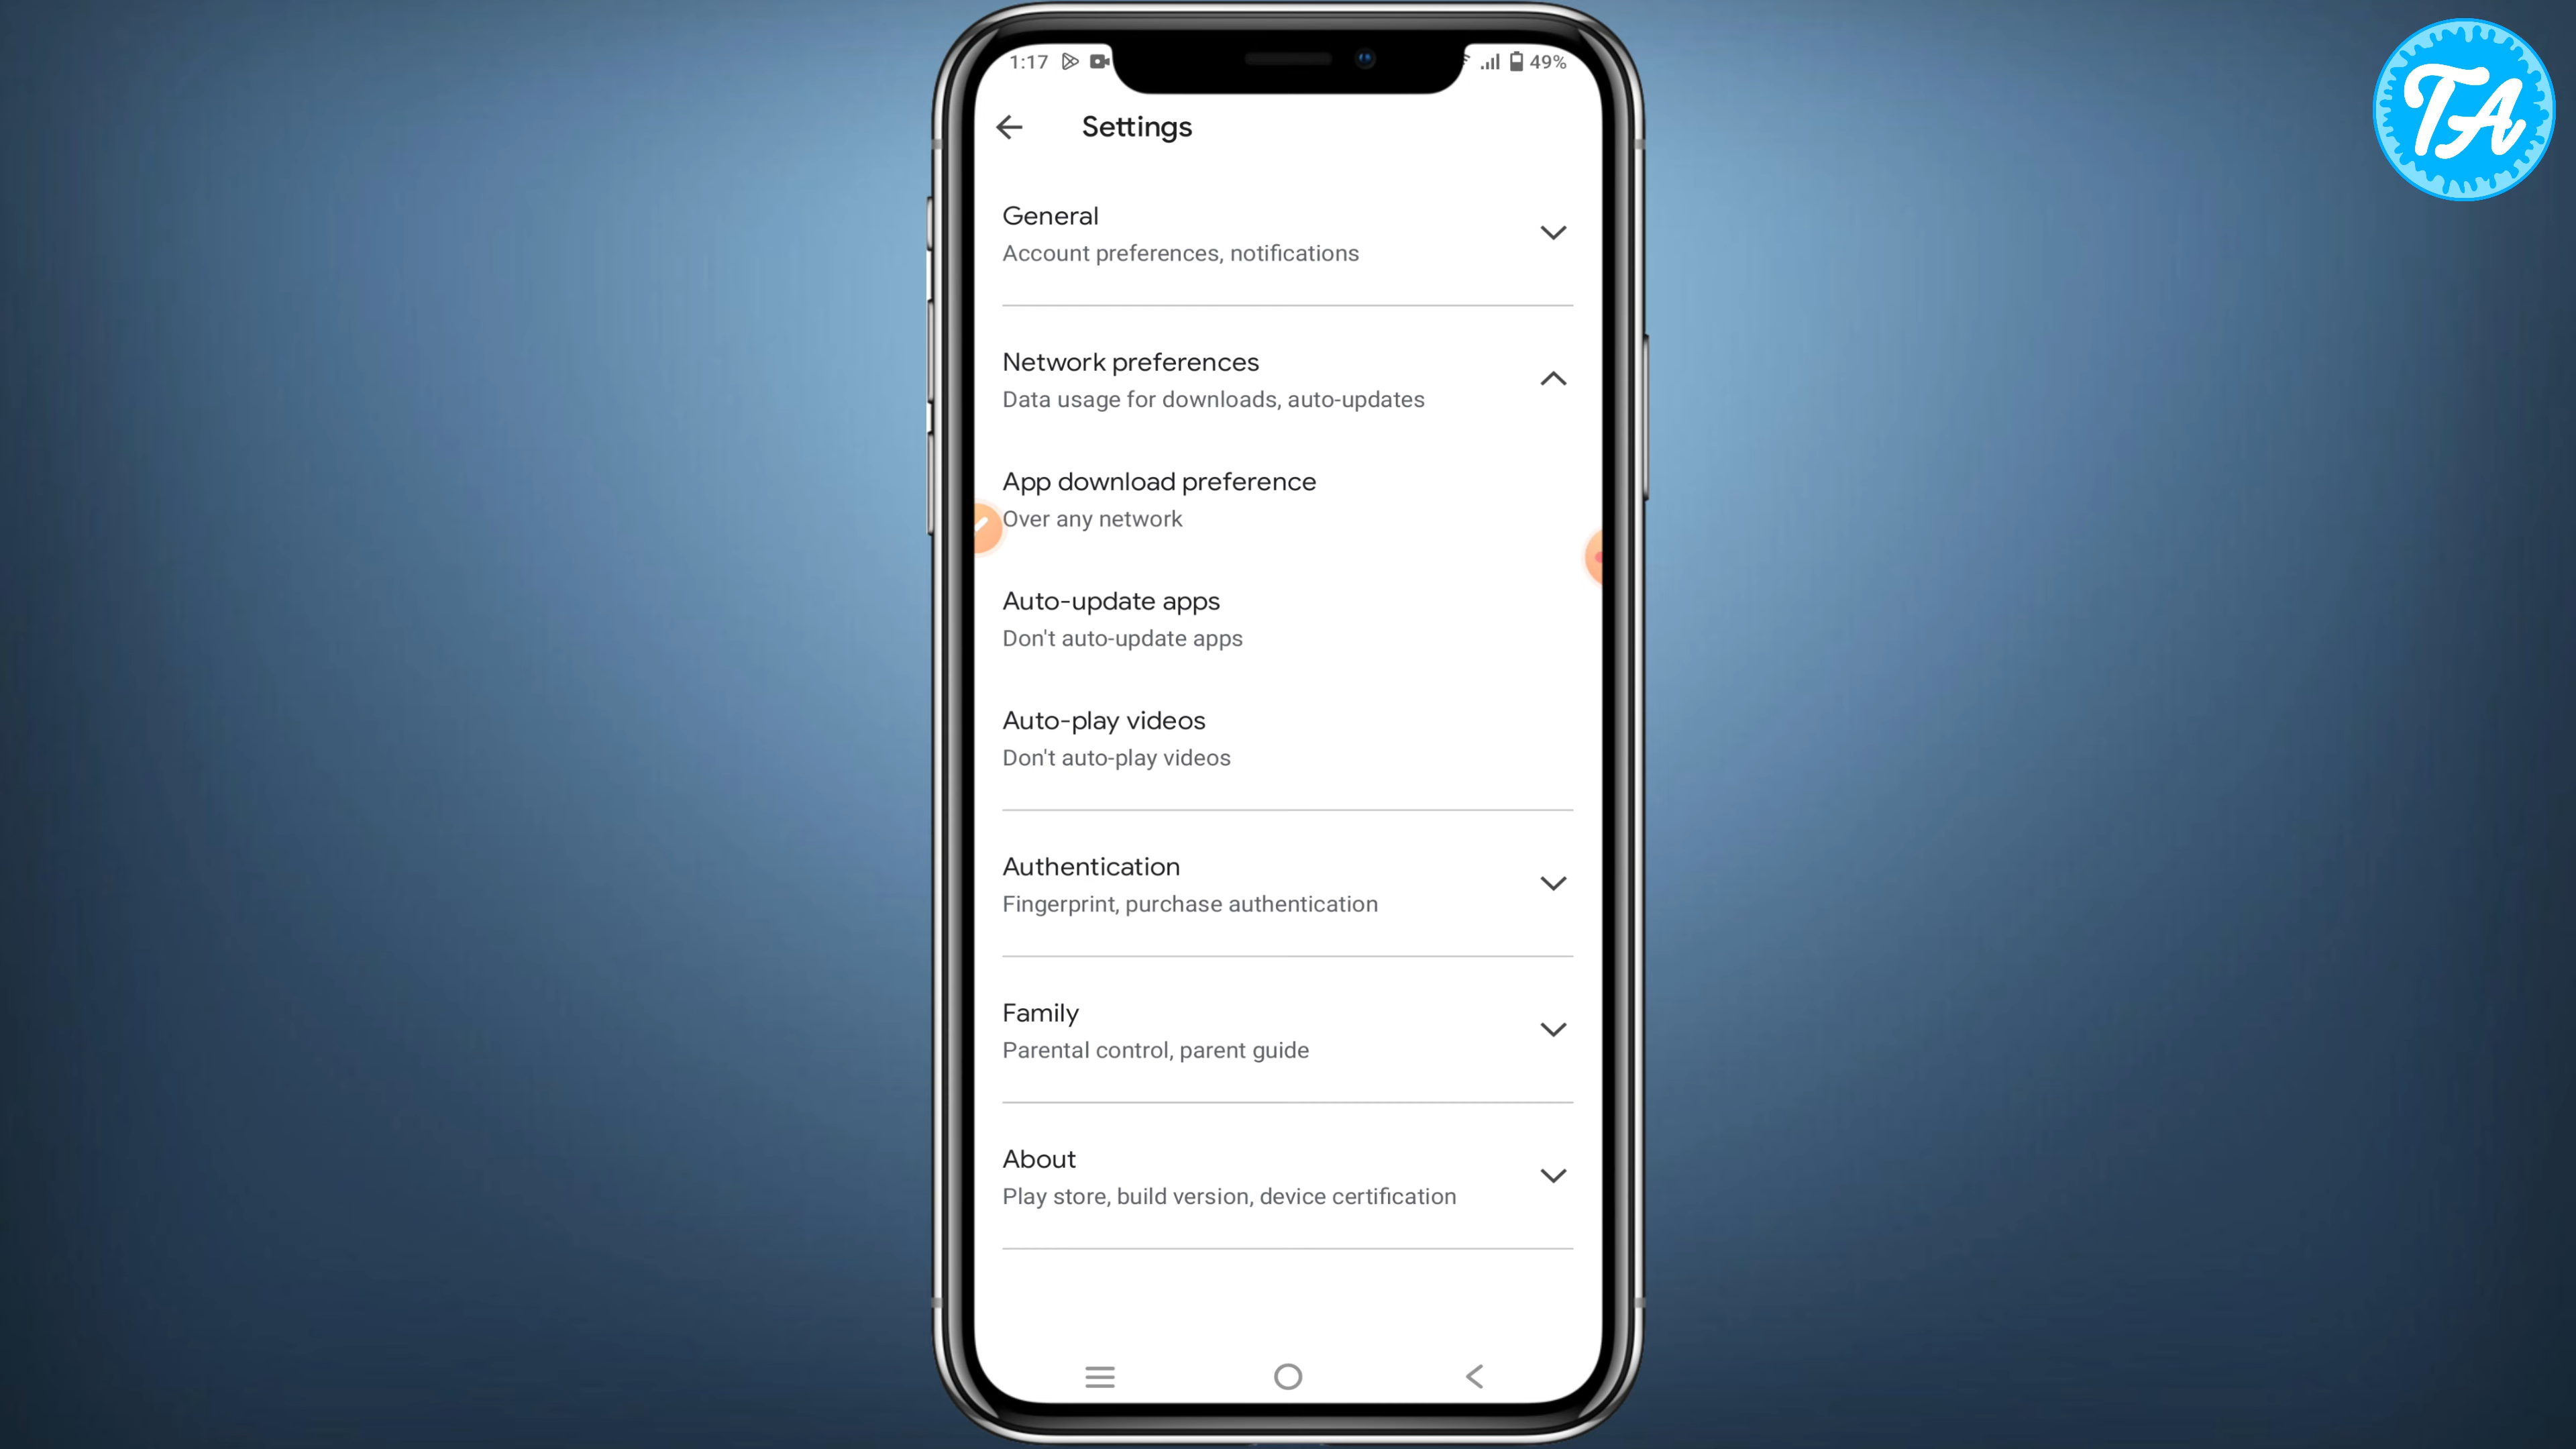 TA
1:17
49%
Settings
General
Account preferences, notifications
Network preferences
Data usage for downloads, auto-updates
App download preference
Over any network
Auto-update apps
Don't auto-update apps
Auto-play videos
Don't auto-play videos
Authentication
Fingerprint, purchase authentication
Family
Parental control, parent guide
About
Play store, build version, device certification